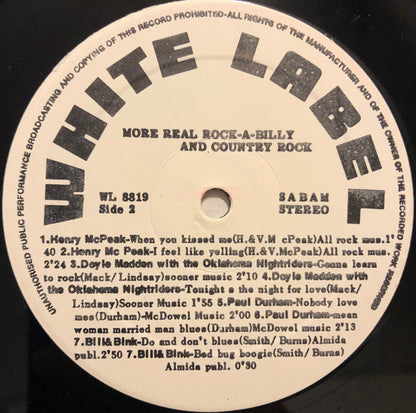 UNAUTHORISED PUBLIC PERFORMANCE BROADCASTING AND COPYING OF THIS RECORD PROHIBITED-ALL RIGHTS OF THE MANUFACTURER AND OF THE OWNER OF THE RECORDED WORK RESERVED
WHITE LABEL
MORE REAL ROCK-A-BILLY
AND COUNTRY ROCK
WL 8819 SABAM
Side 2 STEREO
1.Henry McPeak-When you kissed me(H.&V.M cPeak)All rock mus.1'
40 2.Henry Mc Peak-I feel like yelling(H.&V.McPeak)All rock mus.
2'24 3.Doyle Madden with the Oklahoma Nightriders-Gonna learn
to rock(Mack/ Lindsay)sooner music 2'10 4.Doyle Madden with
the Oklahoma Nightriders-Tonight s the night for love(Mack/
Lindsay)Sooner Music 1'55 5.Paul Durham-Nobody love
mes(Durham)-McDowel Music 2'00 6.Paul Durham-mean
woman married man blues(Durham)McDowel music 2'13
7.Bill& Bink-Do and don't blues(Smith/ Burns)Almida
publ.2'50 7.Bill& Bink-Bed bug boogie(Smith/ Burns)
Almida publ. 0'30